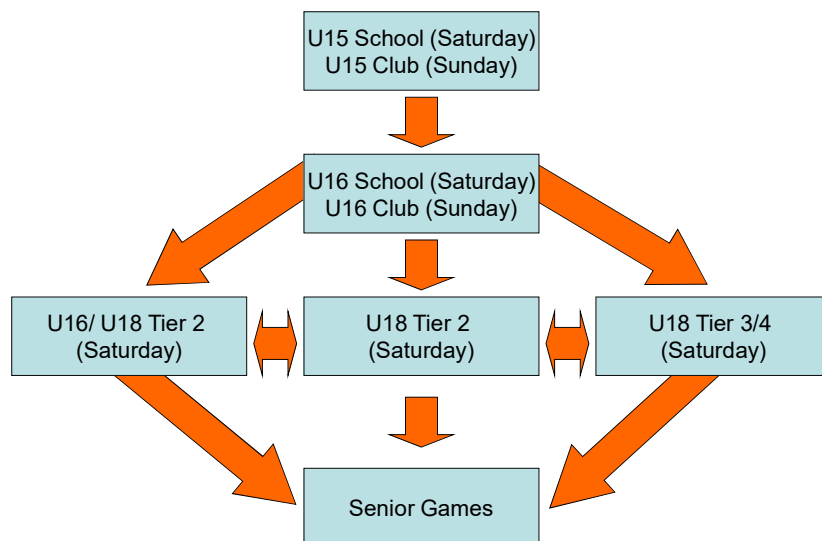 U15 School (Saturday)
U15 Club (Sunday)
U16 School (Saturday)
U16 Club (Sunday)
U16/ U18 Tier 2
(Saturday)
U18 Tier 2
(Saturday)
U18 Tier 3/4
(Saturday)
Senior Games